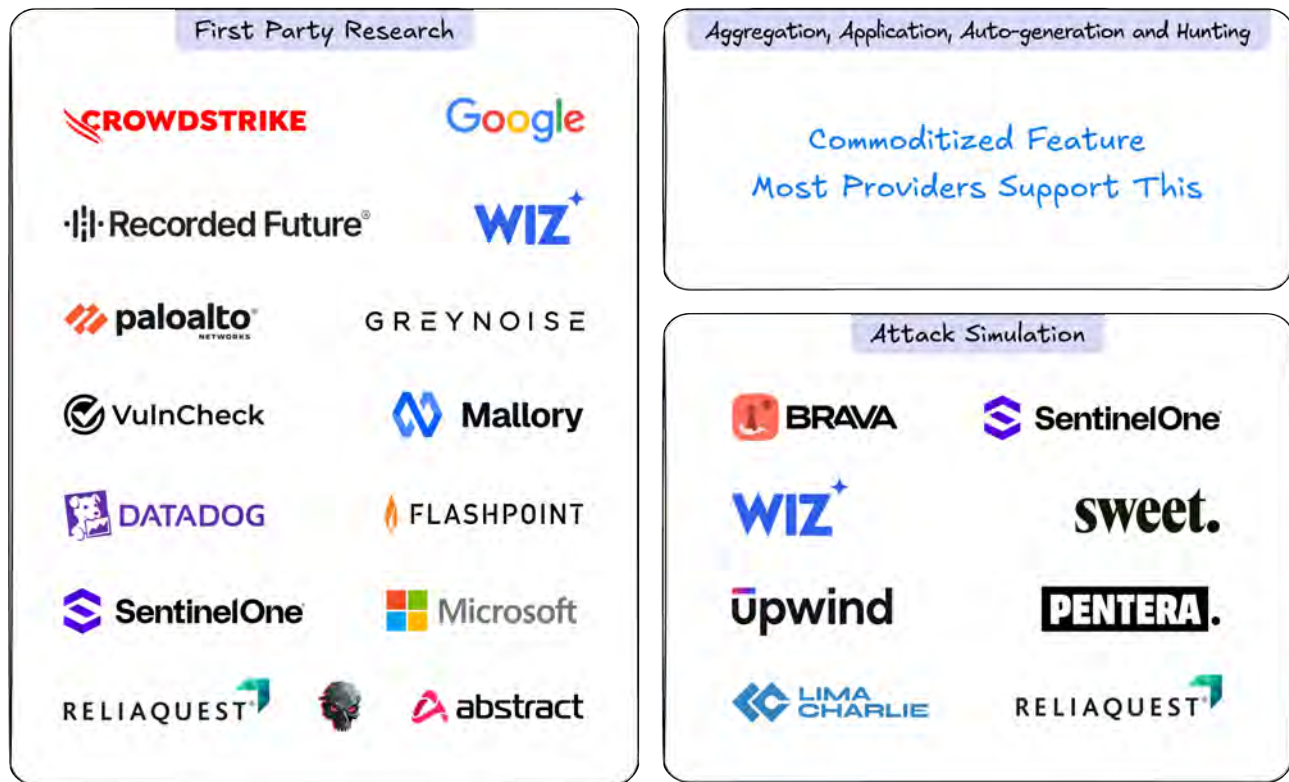 First Party Research
CROWDSTRIKE
Google
Recorded Future®
WIZ
paloalto®
NETWORKS
GREYNOISE
VulnCheck
Mallory
DATADOG
FLASHPOINT
SentinelOne
Microsoft
RELIAQUEST
abstract
Aggregation, Application, Auto-generation and Hunting
Commoditized Feature
Most Providers Support This
Attack Simulation
BRAVA
SentinelOne
WIZ
sweet.
upwind
PENTERA.
LIMA
CHARLIE
RELIAQUEST